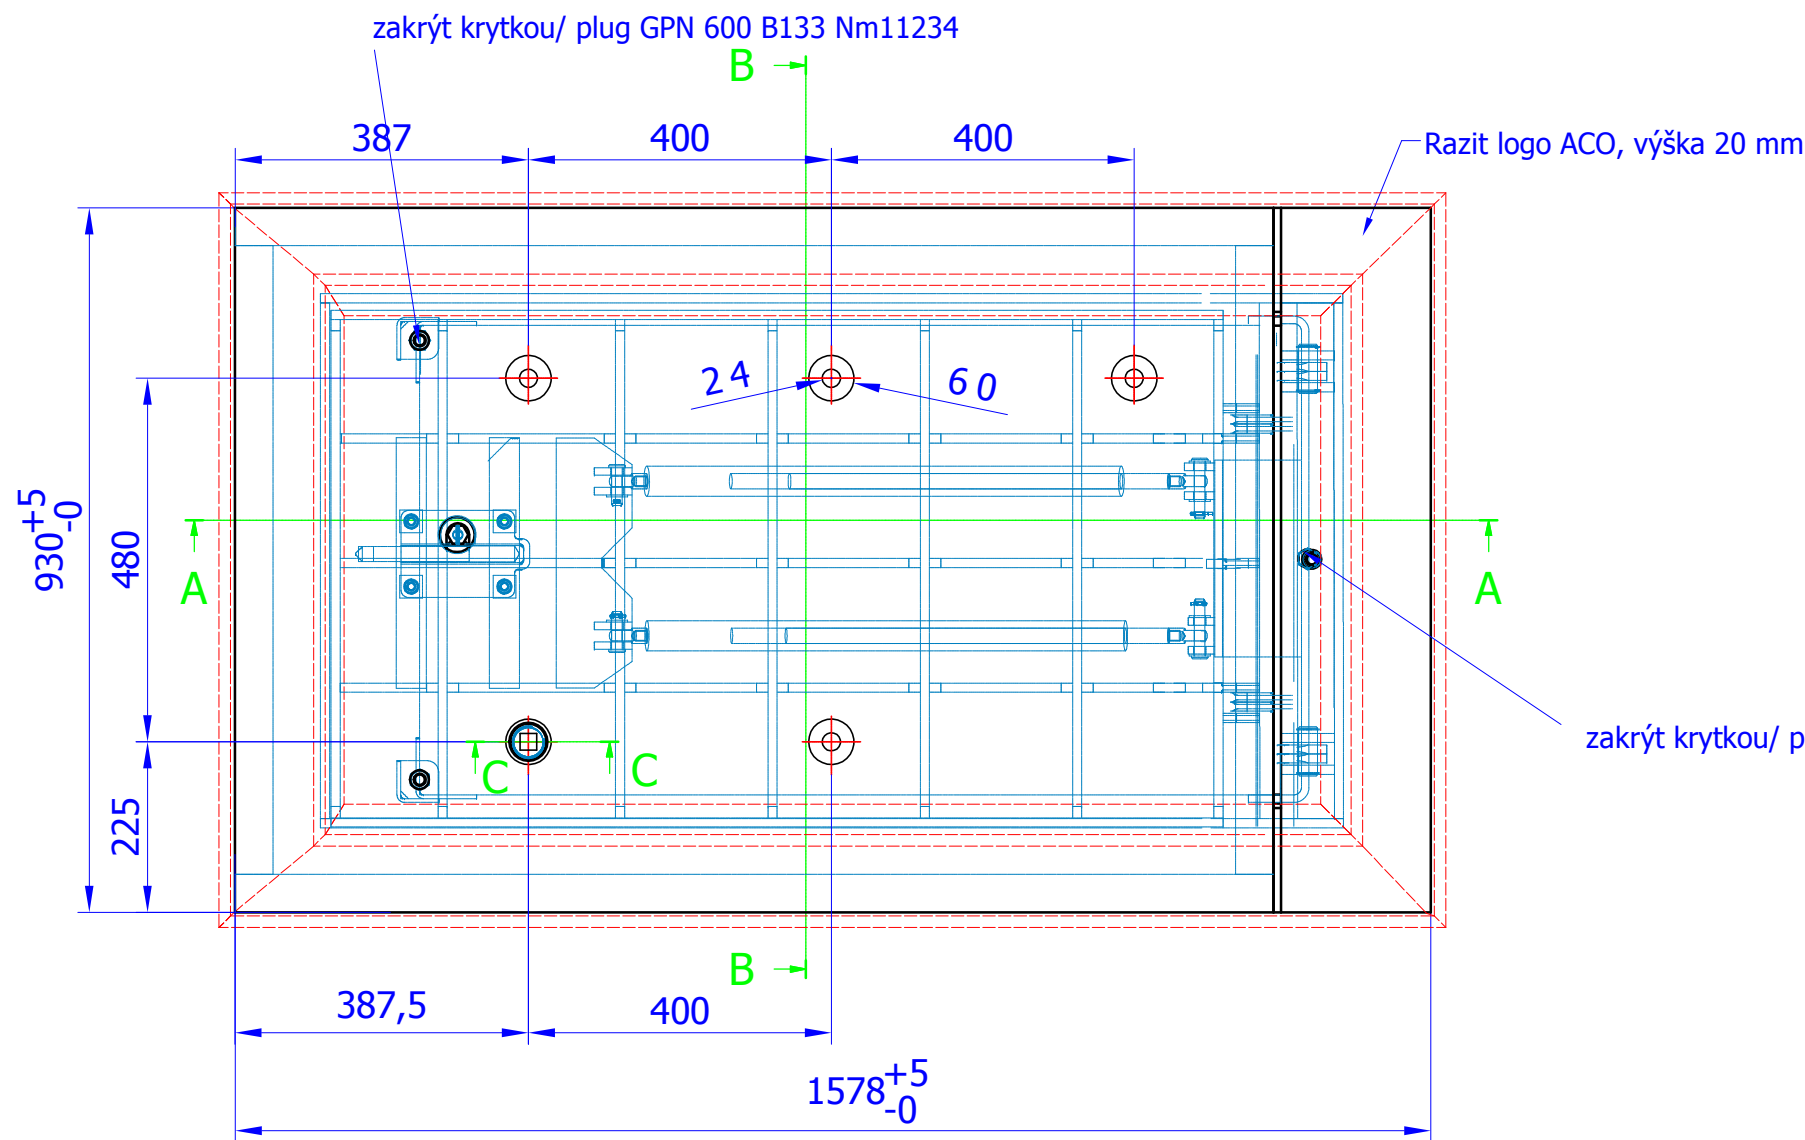 zakrýt krytkou/ plug GPN 600 B133 Nm11234
B
387
400
400
Razit logo ACO, výška 20 mm
24
60
930 +5 -0
480
A
A
C
C
zakrýt krytkou/ p
225
B
387,5
400
1578 +5 -0